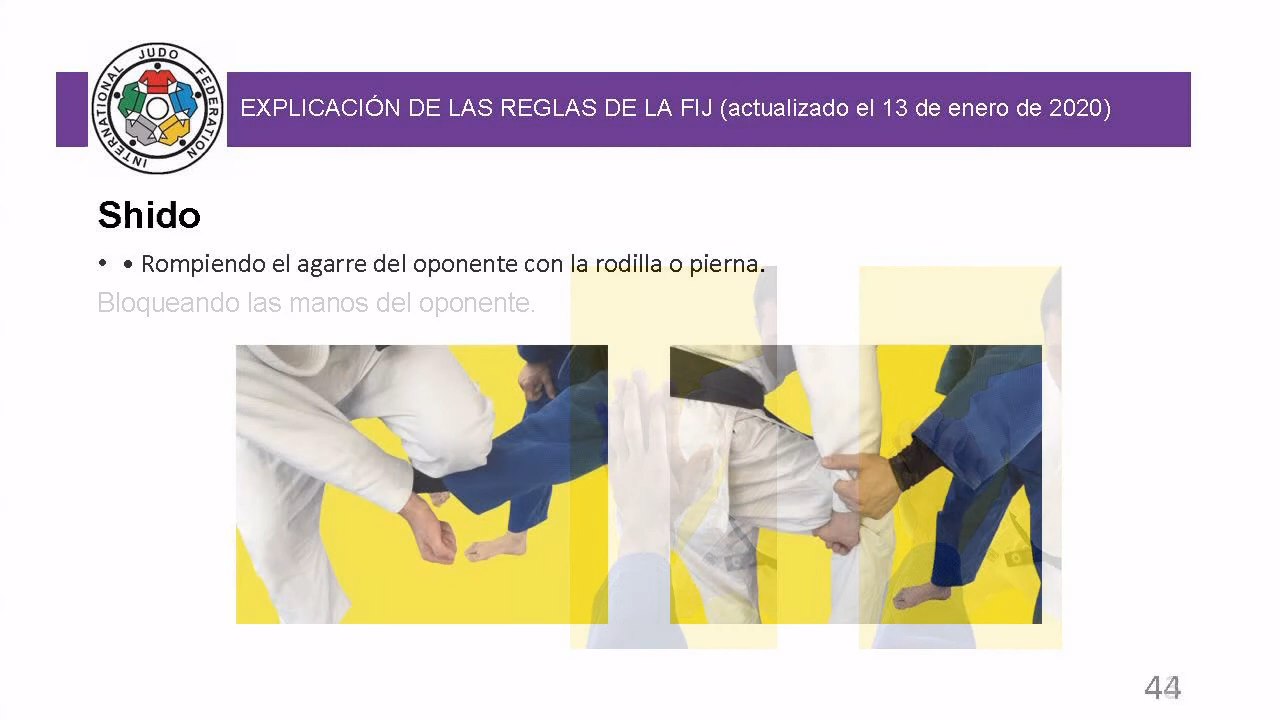 INTERNATIONAL JUDO FEDERATION
EXPLICACIÓN DE LAS REGLAS DE LA FIJ (actualizado el 13 de enero de 2020)
Shido
• • Rompiendo el agarre del oponente con la rodilla o pierna.
Bloqueando las manos del oponente.
44